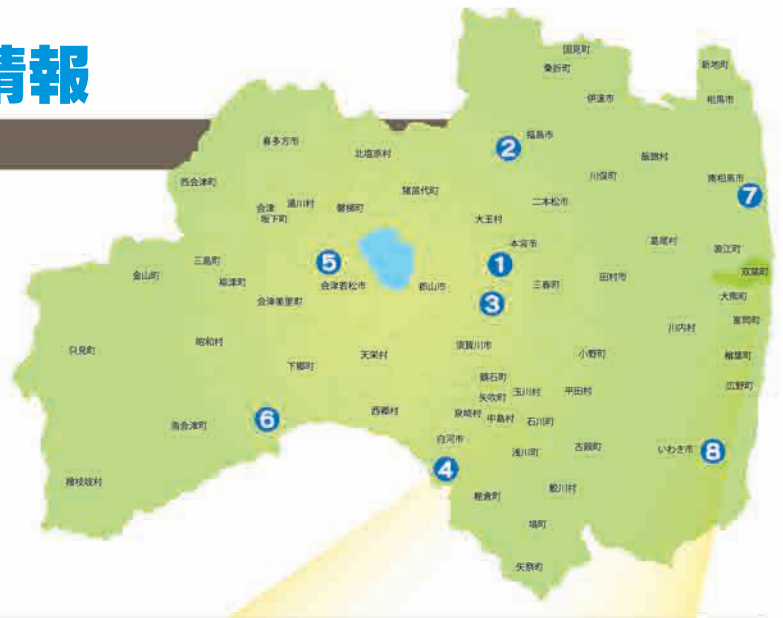 情報
国見町
桑折町
新地町
伊達市
相馬市
② 福島市
喜多方市
北塩原村
飯舘村
川俣町
南相馬市
⑦
西会津町
猪苗代町
二本松市
会津
坂下町
湯川村
磐梯町
大玉村
本宮市
葛尾村
浪江町
三島町
⑤
①
双葉町
金山町
柳津町
会津若松市
郡山市
三春町
田村市
大熊町
会津美里町
③
富岡町
川内村
只見町
昭和村
須賀川市
小野町
楢葉町
下郷町
天栄村
鏡石町
広野町
矢吹町
玉川村
平田村
西郷村
泉崎村
中島村
石川町
南会津町
⑥
白河市
浅川町
古殿町
いわき市 ⑧
④
檜枝岐村
棚倉町
鮫川村
塙町
矢祭町